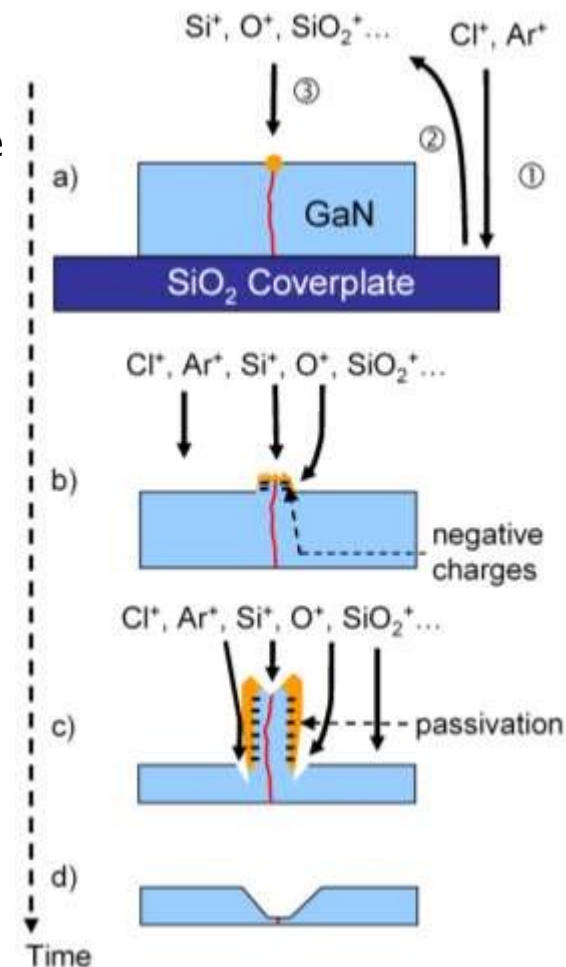 Si⁺, O⁺, SiO₂⁺...
Cl⁺, Ar⁺
③
②
①
e
a)
GaN
SiO₂ Coverplate
Cl⁺, Ar⁺, Si⁺, O⁺, SiO₂⁺...
b)
negative
charges
Cl⁺, Ar⁺, Si⁺, O⁺, SiO₂⁺...
c)
passivation
d)
Time